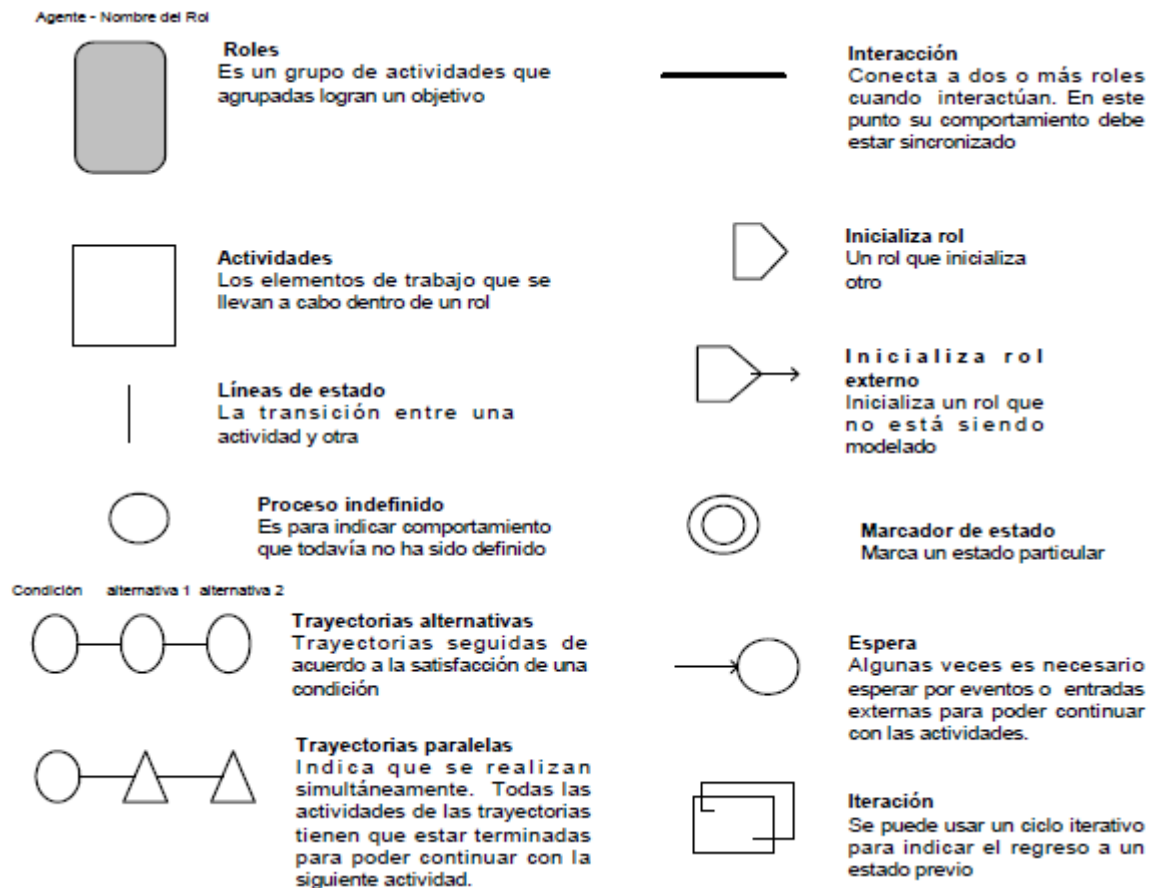 Agente - Nombre del Rol
Roles
Es un grupo de actividades que
agrupadas logran un objetivo
Actividades
Los elementos de trabajo que se
llevan a cabo dentro de un rol
Líneas de estado
La transición entre una
actividad y otra
Proceso indefinido
Es para indicar comportamiento
que todavía no ha sido definido
Condición alternativa 1 alternativa 2
Trayectorias alternativas
Trayectorias seguidas de
acuerdo a la satisfacción de una
condición
Trayectorias paralelas
Indica que se realizan
simultáneamente. Todas las
actividades de las trayectorias
tienen que estar terminadas
para poder continuar con la
siguiente actividad.
Interacción
Conecta a dos o más roles
cuando interactúan. En este
punto su comportamiento debe
estar sincronizado
Inicializa rol
Un rol que inicializa
otro
Inicializa rol
externo
Inicializa un rol que
no está siendo
modelado
Marcador de estado
Marca un estado particular
Espera
Algunas veces es necesario
esperar por eventos o entradas
externas para poder continuar
con las actividades.
Iteración
Se puede usar un ciclo iterativo
para indicar el regreso a un
estado previo